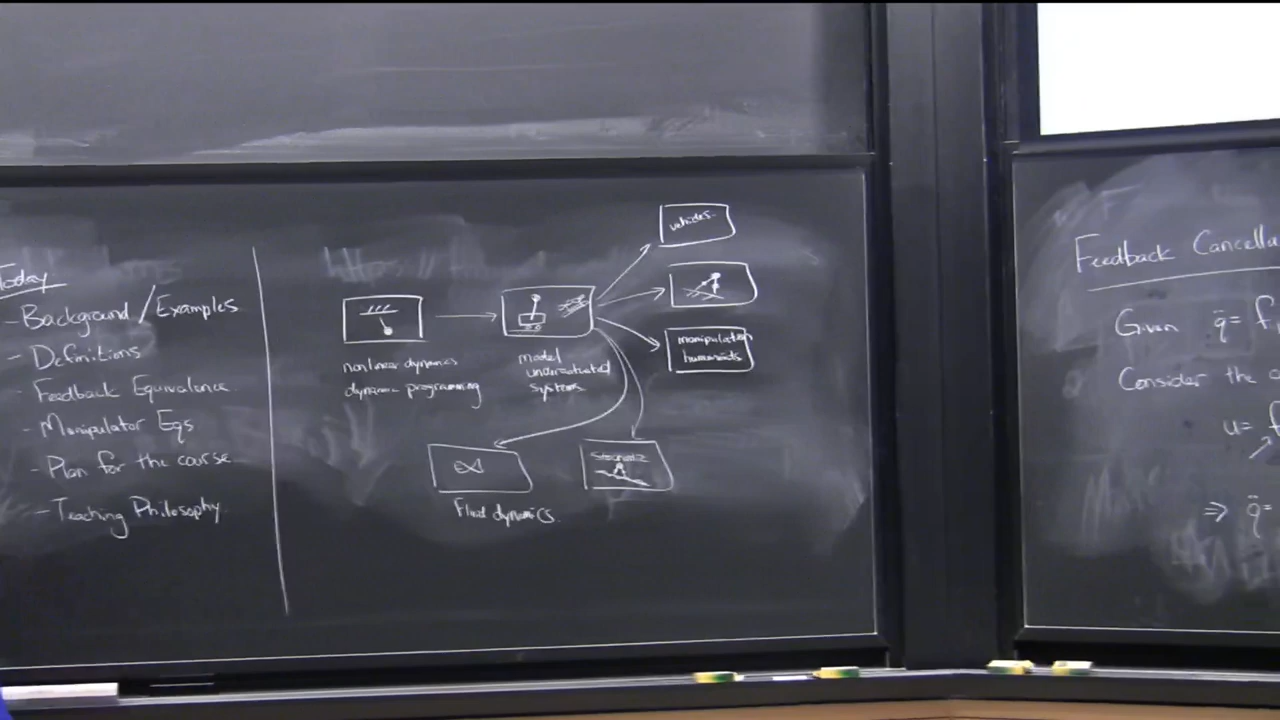 Today
- Background / Examples
- Definitions
- Feedback Equivalence
- Manipulator Eqs
- Plan for the course
- Teaching Philosophy
nonlinear dynamics
dynamic programming
model
underactuated
systems
vehicles
manipulation
humanoids
Stochastic
Fluid dynamics
Feedback Cancella
Given q̈ = f
Consider the
u = f
⇒ q̈ =